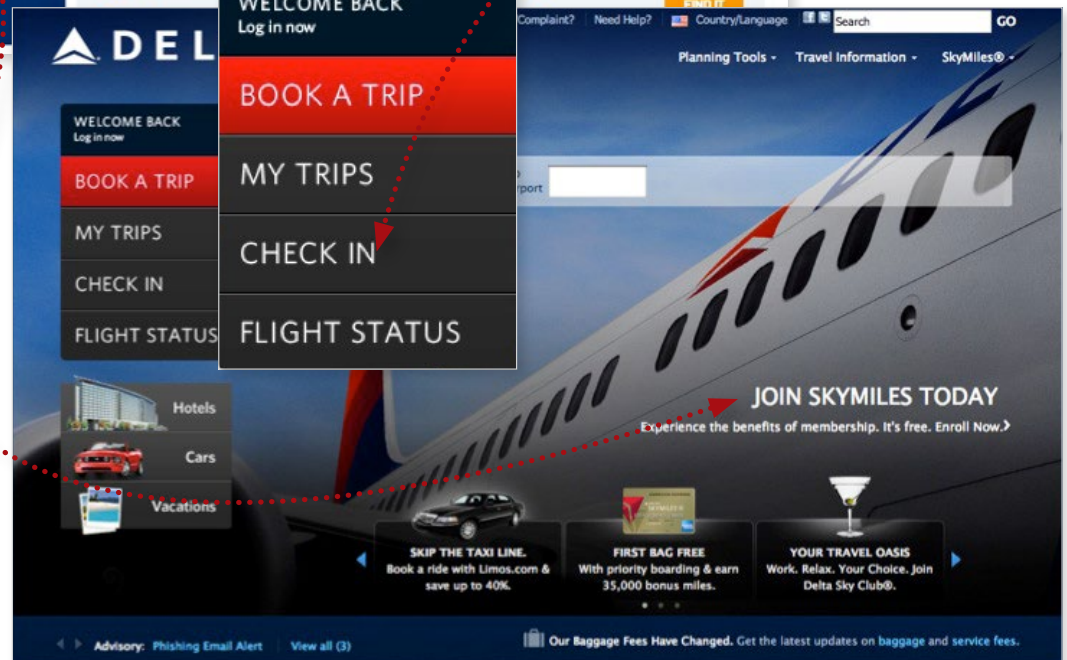 FIND IT
Complaint?
Need Help?
Country/Language
Search
GO
DEL
Planning Tools
Travel Information
SkyMiles®
WELCOME BACK
Log in now
BOOK A TRIP
MY TRIPS
CHECK IN
FLIGHT STATUS
WELCOME BACK
Log in now
BOOK A TRIP
MY TRIPS
CHECK IN
FLIGHT STATUS
Hotels
Cars
Vacations
JOIN SKYMILES TODAY
Experience the benefits of membership. It's free. Enroll Now.
SKIP THE TAXI LINE.
Book a ride with Limos.com &
save up to 40%.
FIRST BAG FREE
With priority boarding & earn
35,000 bonus miles.
YOUR TRAVEL OASIS
Work. Relax. Your Choice. Join
Delta Sky Club®.
Advisory: Phishing Email Alert
View all (3)
Our Baggage Fees Have Changed. Get the latest updates on baggage and service fees.